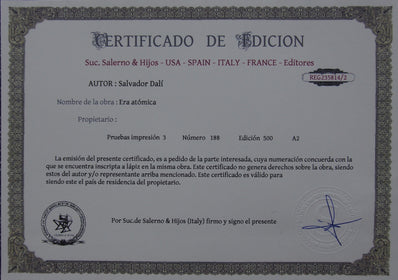 CERTIFICADO DE EDICION
Suc. Salerno & Hijos - USA - SPAIN - ITALY - FRANCE - Editores
REG235814/2
AUTOR : Salvador Dalí
Nombre de la obra : Era atómica
Propietario :
Pruebas impresión 3 Número 188 Edición 500 A2
La emisión del presente certificado, es a pedido de la parte interesada, cuya numeración concuerda con la
que se encuentra inscripta a lápiz en la misma obra. Este certificado no genera derechos sobre la obra, siendo
estos del autor y/o representante arriba mencionado. Este certificado es válido para
siendo este el país de residencia del propietario.
Por Suc.de Salerno & Hijos (Italy) firmo y signo el presente